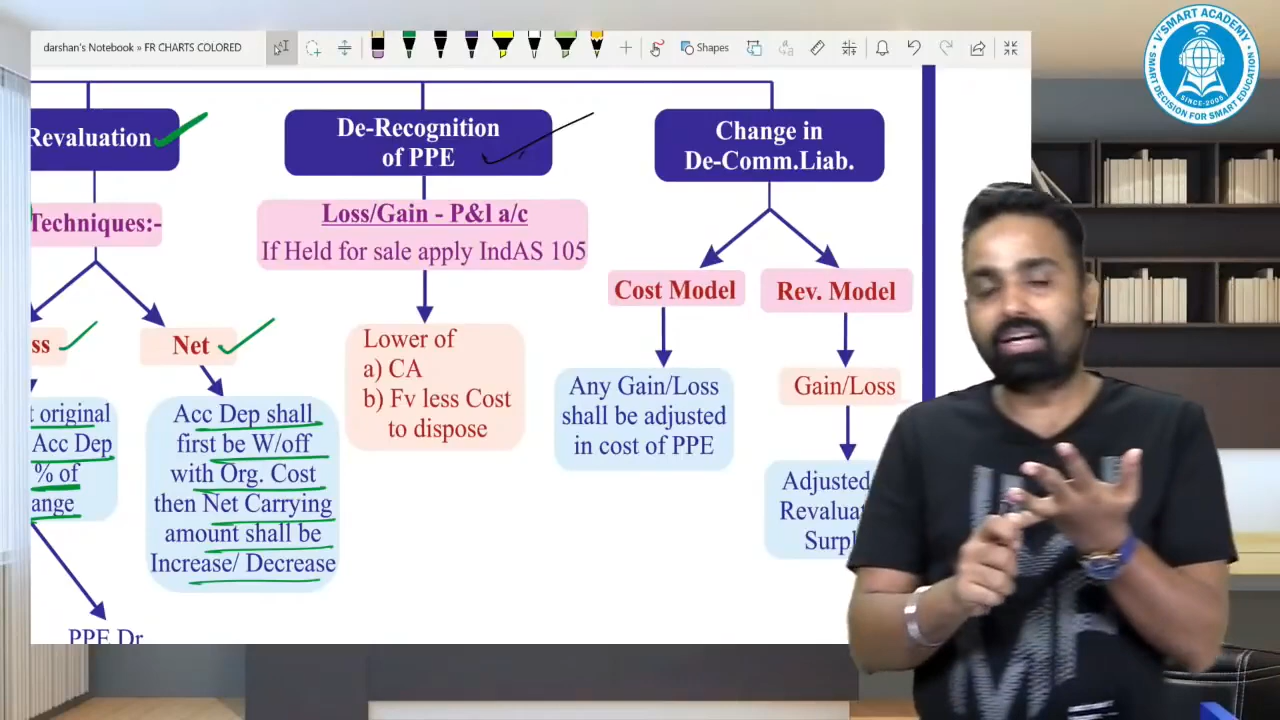 darshan's Notebook » FR CHARTS COLORED
Shapes
V'SMART ACADEMY
SMART DECISION FOR SMART EDUCATION
Revaluation
De-Recognition
of PPE
Change in
De-Comm.Liab.
Techniques:-
Loss/Gain - P&l a/c
If Held for sale apply IndAS 105
Cost Model
Rev. Model
ss
Net
Lower of
a) CA
b) Fv less Cost
to dispose
Any Gain/Loss
shall be adjusted
in cost of PPE
Gain/Loss
t original
Acc Dep
% of
ange
Acc Dep shall
first be W/off
with Org. Cost
then Net Carrying
amount shall be
Increase/ Decrease
Adjusted
Revalua
Surpl
PPE Dr